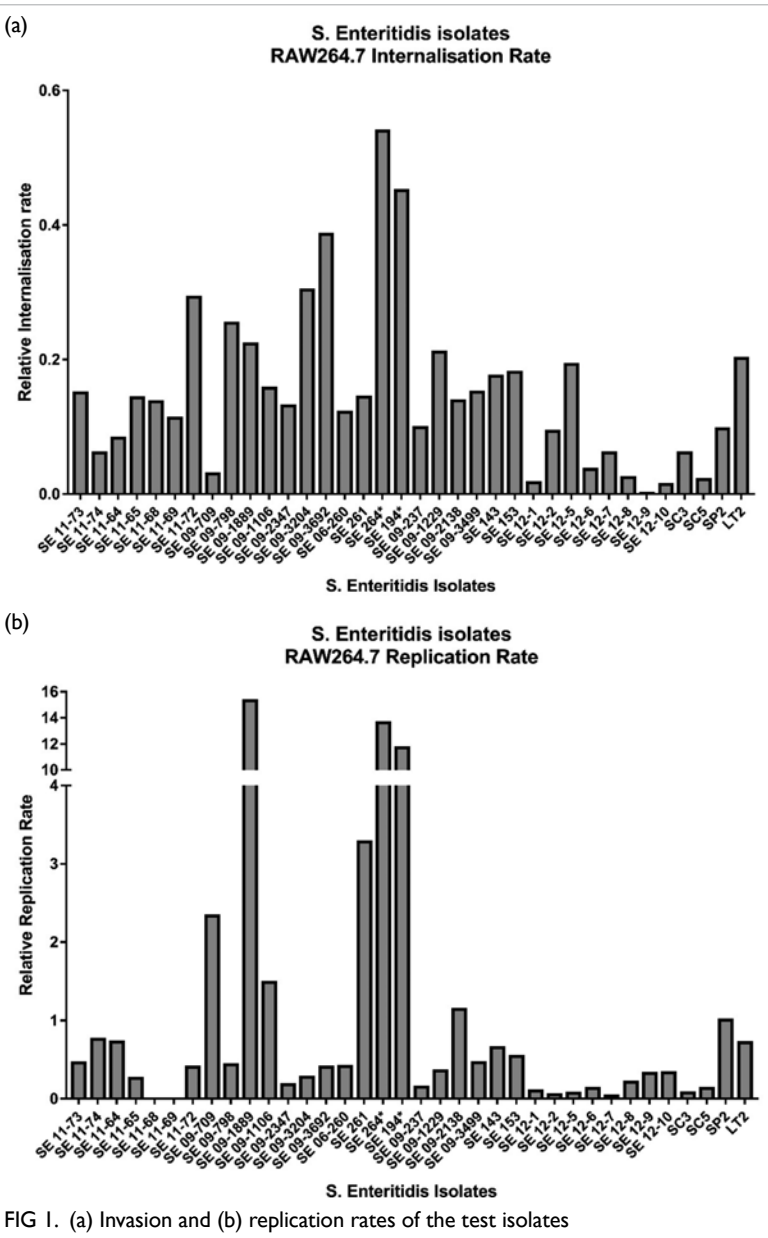 (a)
S. Enteritidis isolates
RAW264.7 Internalisation Rate
0.6
0.4
0.2
0.0
Relative Internalisation rate
SE 11-73
SE 11-74
SE 11-64
SE 11-65
SE 11-68
SE 11-69
SE 11-72
SE 09-709
SE 09-798
SE 09-1889
SE 09-1106
SE 09-2347
SE 09-3204
SE 09-3692
SE 06-260
SE 261
SE 264*
SE 194*
SE 09-237
SE 09-1229
SE 09-2138
SE 09-3499
SE 143
SE 153
SE 12-1
SE 12-2
SE 12-5
SE 12-6
SE 12-7
SE 12-8
SE 12-9
SE 12-10
SC3
SC5
SP2
LT2
S. Enteritidis Isolates
(b)
S. Enteritidis isolates
RAW264.7 Replication Rate
16
14
12
10
4
3
2
1
0
Relative Replication Rate
SE 11-73
SE 11-74
SE 11-64
SE 11-65
SE 11-68
SE 11-69
SE 11-72
SE 09-709
SE 09-798
SE 09-1889
SE 09-1106
SE 09-2347
SE 09-3204
SE 09-3692
SE 06-260
SE 261
SE 264*
SE 194*
SE 09-237
SE 09-1229
SE 09-2138
SE 09-3499
SE 143
SE 153
SE 12-1
SE 12-2
SE 12-5
SE 12-6
SE 12-7
SE 12-8
SE 12-9
SE 12-10
SC3
SC5
SP2
LT2
S. Enteritidis Isolates
FIG 1. (a) Invasion and (b) replication rates of the test isolates